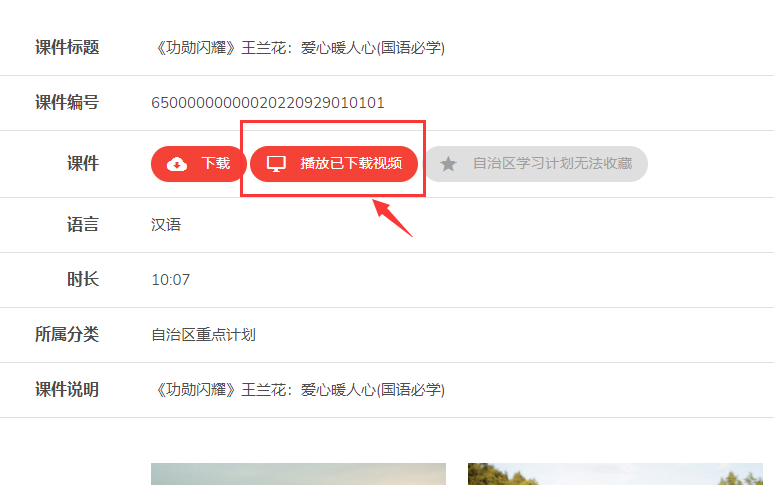 课件标题 《功勋闪耀》王兰花：爱心暖人心(国语必学)
课件编号 65000000000020220929010101
课件 下载 播放已下载视频 自治区学习计划无法收藏
语言 汉语
时长 10:07
所属分类 自治区重点计划
课件说明 《功勋闪耀》王兰花：爱心暖人心(国语必学)